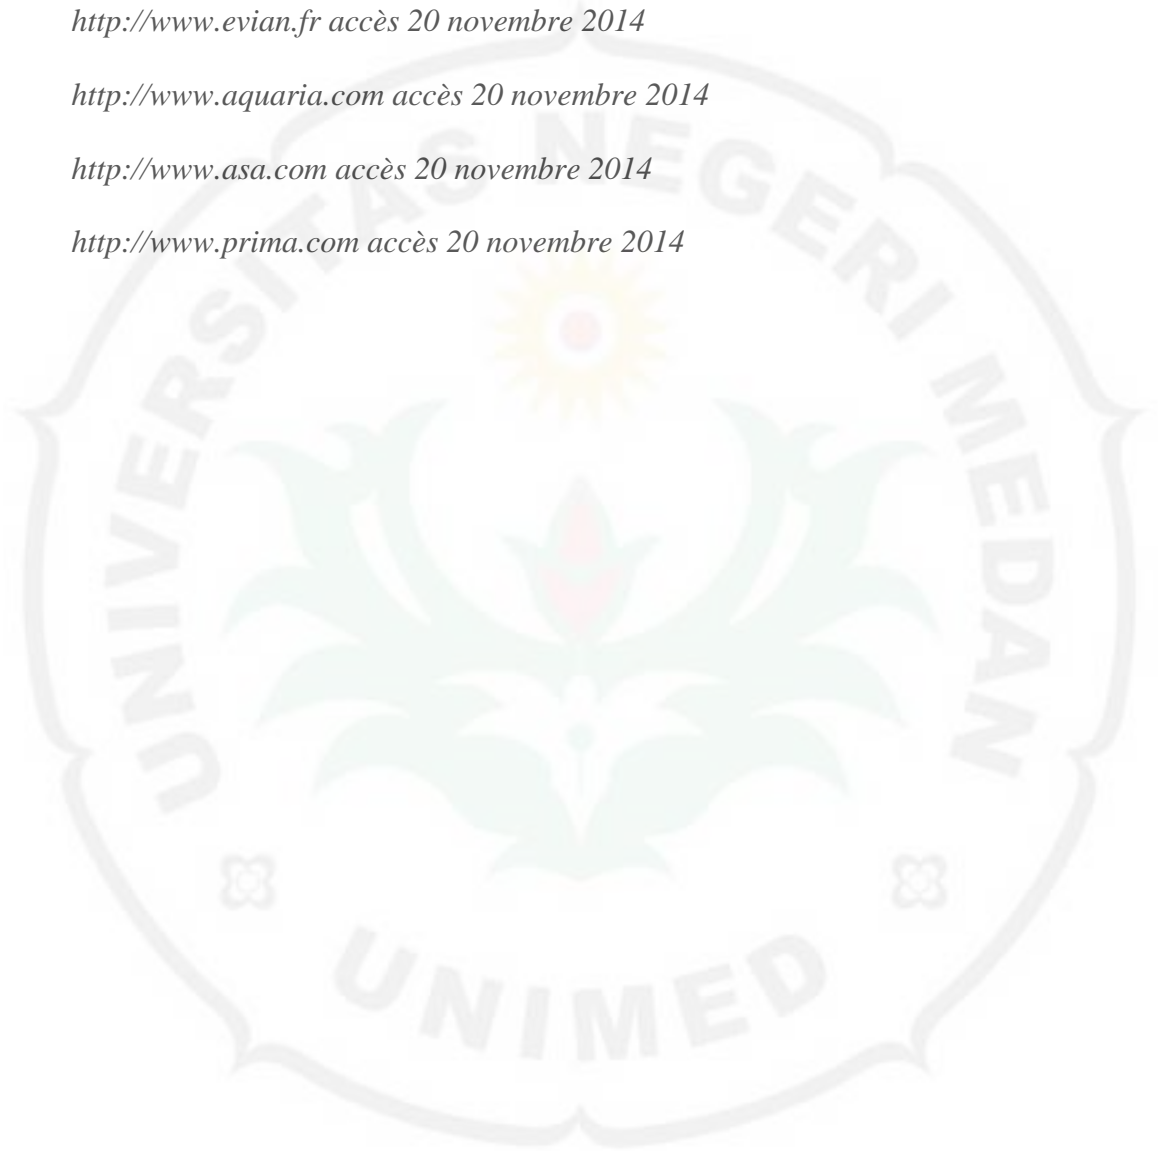 http://www.evian.fr accès 20 novembre 2014
http://www.aquaria.com accès 20 novembre 2014
http://www.asa.com accès 20 novembre 2014
http://www.prima.com accès 20 novembre 2014
UNIVERSITAS NEGERI MEDAN
UNIMED